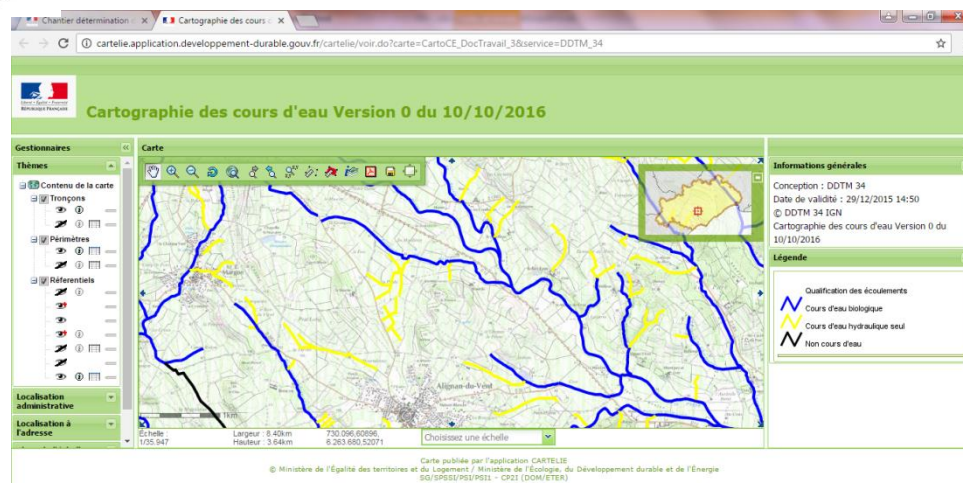 Chantier détermination d
Cartographie des cours d
cartelie.application.developpement-durable.gouv.fr/cartelie/voir.do?carte=CartoCE_DocTravail_3&service=DDTM_34
Cartographie des cours d'eau Version 0 du 10/10/2016
Gestionnaires
Thèmes
Contenu de la carte
Tronçons
Périmètres
Réferentiels
Localisation
administrative
Localisation à
l'adresse
Carte
Margon
Alignan-du-Vent
1km
Echelle :
1/35.947
Largeur : 8.40km
Hauteur : 3.64km
730.096,60896,
6.263.680,52071
Choisissez une échelle
Informations générales
Conception : DDTM 34
Date de validité : 29/12/2015 14:50
© DDTM 34 IGN
Cartographie des cours d'eau Version 0 du
10/10/2016
Légende
Qualification des écoulements
Cours d'eau biologique
Cours d'eau hydraulique seul
Non cours d'eau
Carte publiée par l'application CARTELIE
© Ministère de l'Égalité des territoires et du Logement / Ministère de l'Écologie, du Développement durable et de l'Énergie
SG/SPSSI/PSI/PSI1 - CP2I (DOM/ETER)